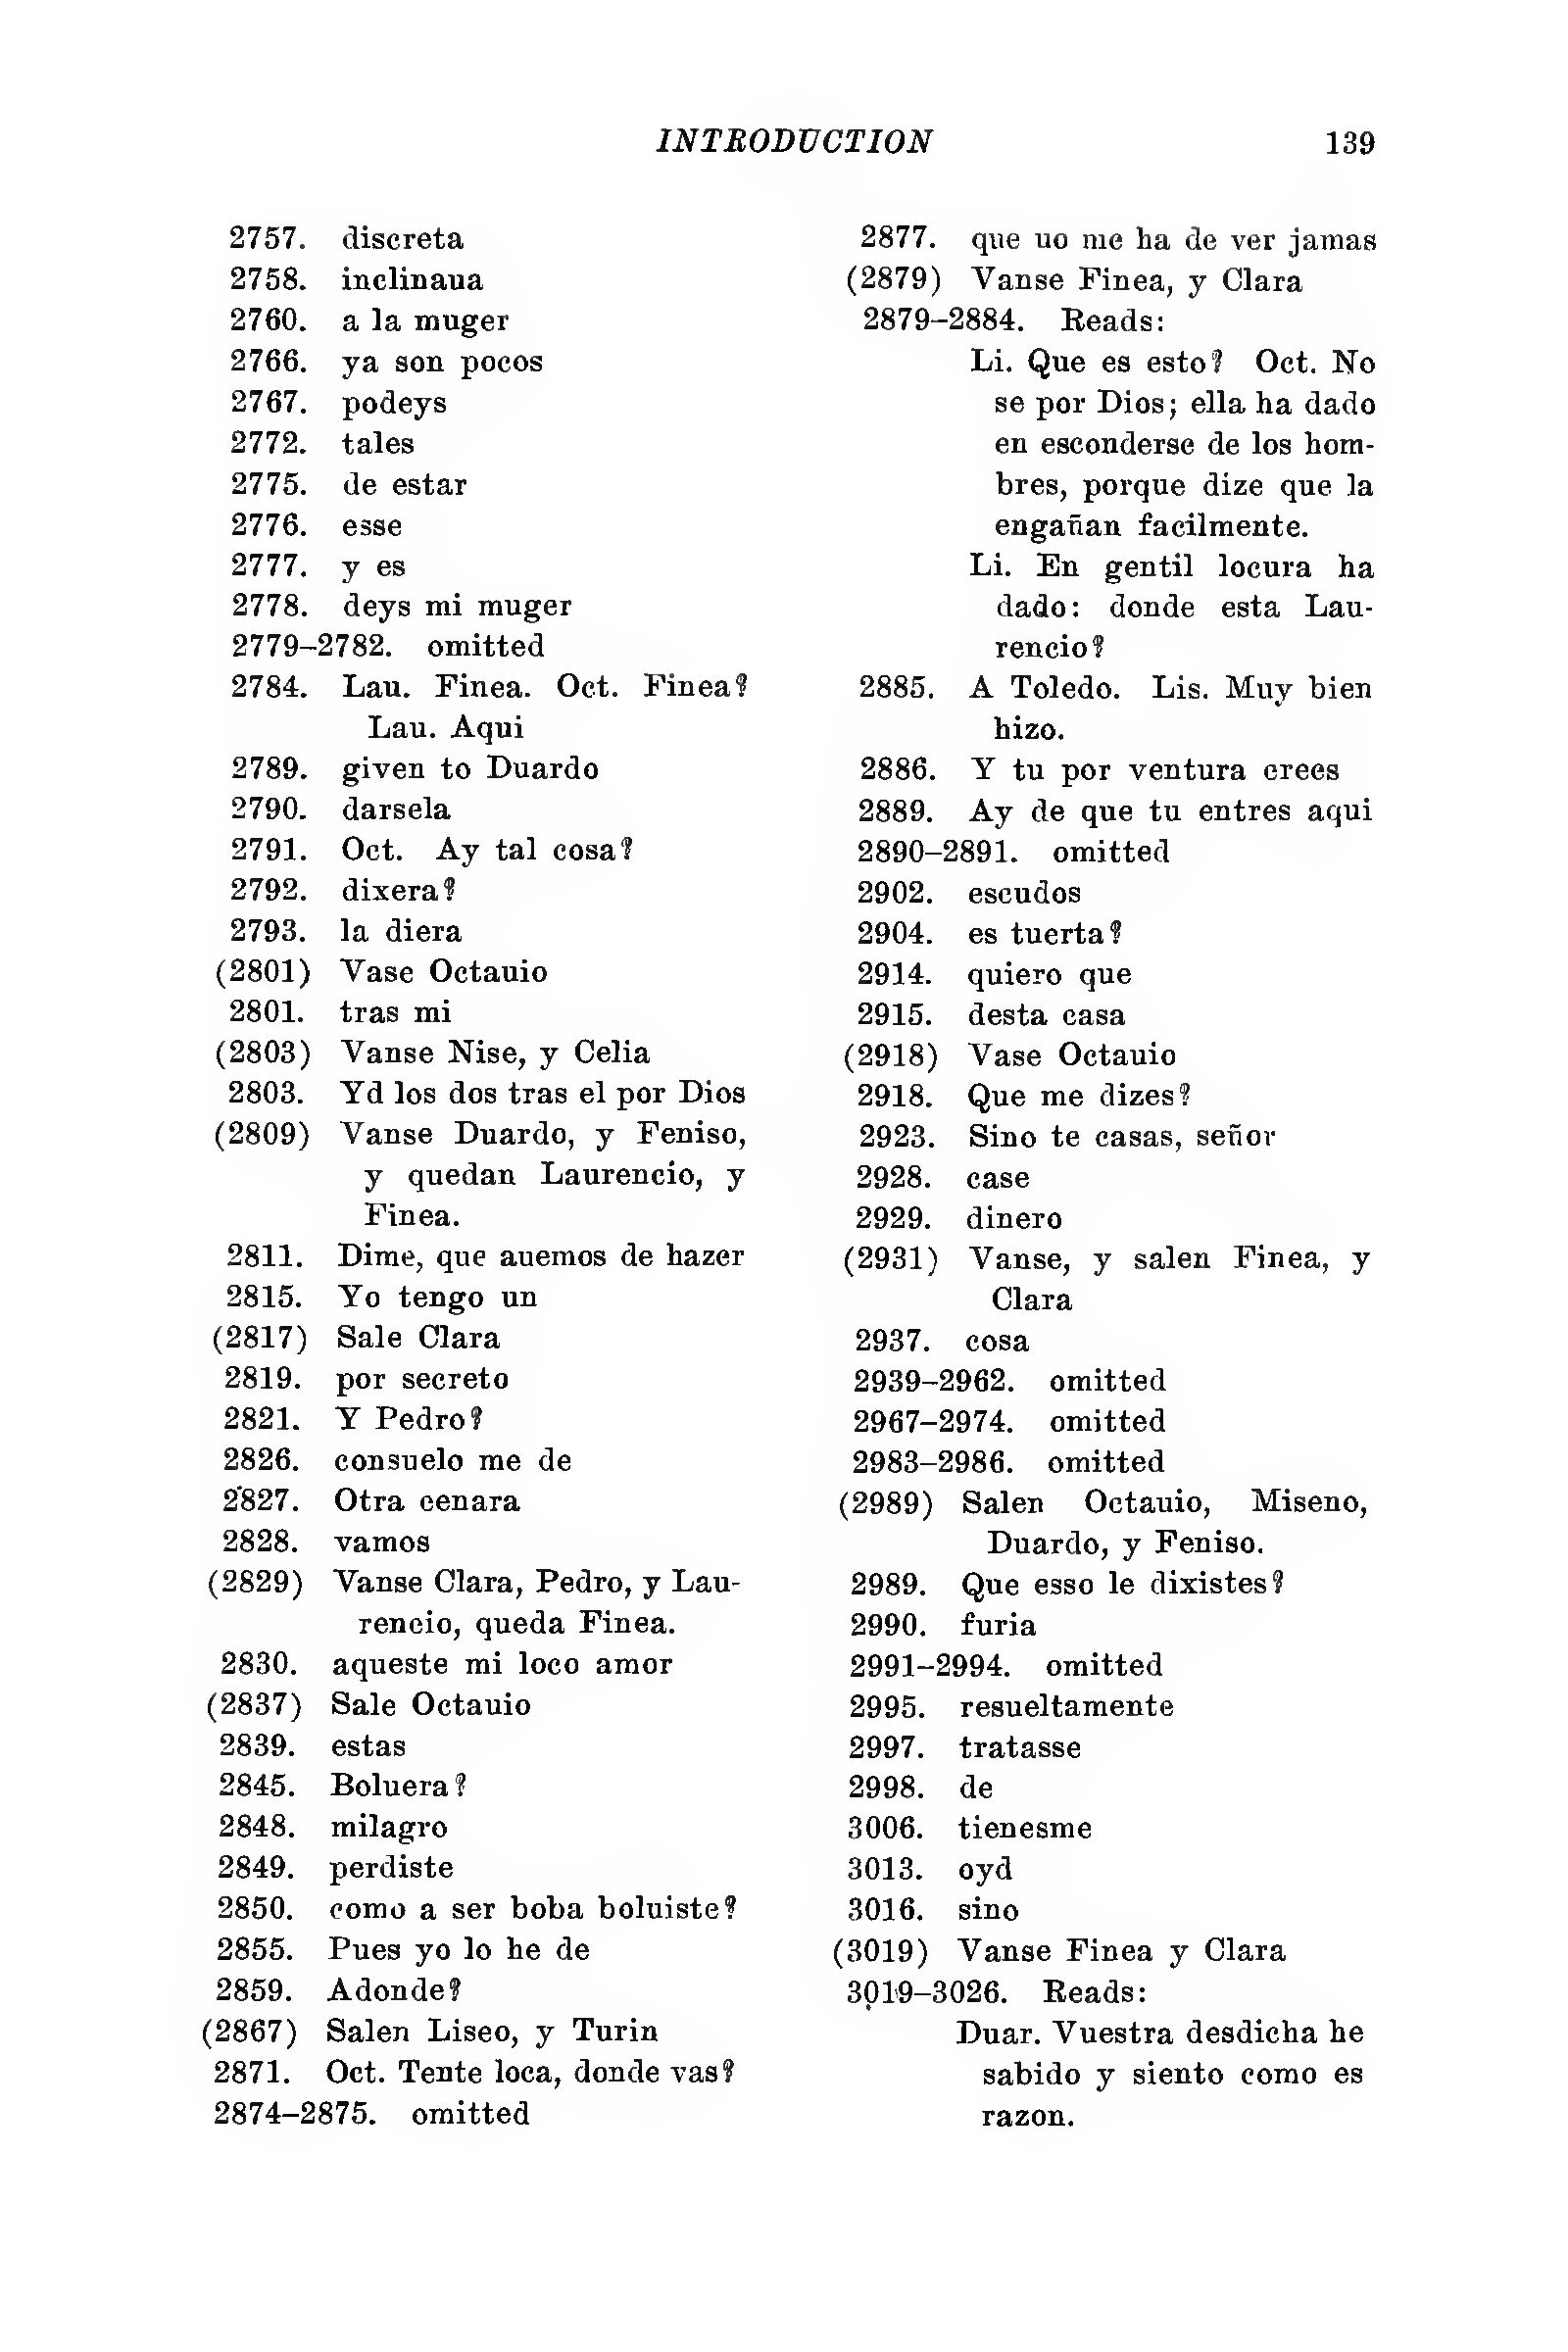 INTRODUCTION 139
2757. discreta
2758. inclinaua
2760. a la muger
2766. ya son pocos
2767. podeys
2772. tales
2775. de estar
2776. esse
2777. y es
2778. deys mi muger
2779–2782. omitted
2784. Lau. Finea. Oct. Finea?
Lau. Aqui
2789. given to Duardo
2790. darsela
2791. Oct. Ay tal cosa?
2792. dixera?
2793. la diera
(2801) Vase Octauio
2801. tras mi
(2803) Vanse Nise, y Celia
2803. Yd los dos tras el por Dios
(2809) Vanse Duardo, y Feniso,
y quedan Laurencio, y
Finea.
2811. Dime, que auemos de hazer
2815. Yo tengo un
(2817) Sale Clara
2819. por secreto
2821. Y Pedro?
2826. consuelo me de
2827. Otra cenara
2828. vamos
(2829) Vanse Clara, Pedro, y Lau-
rencio, queda Finea.
2830. aqueste mi loco amor
(2837) Sale Octauio
2839. estas
2845. Boluera?
2848. milagro
2849. perdiste
2850. como a ser boba boluiste?
2855. Pues yo lo he de
2859. Adonde?
(2867) Salen Liseo, y Turin
2871. Oct. Tente loca, donde vas?
2874–2875. omitted
2877. que uo me ha de ver jamas
(2879) Vanse Finea, y Clara
2879–2884. Reads:
Li. Que es esto? Oct. No
se por Dios; ella ha dado
en esconderse de los hom-
bres, porque dize que la
engañan facilmente.
Li. En gentil locura ha
dado: donde esta Lau-
rencio?
2885. A Toledo. Lis. Muy bien
hizo.
2886. Y tu por ventura crees
2889. Ay de que tu entres aqui
2890–2891. omitted
2902. escudos
2904. es tuerta?
2914. quiero que
2915. desta casa
(2918) Vase Octauio
2918. Que me dizes?
2923. Sino te casas, señor
2928. case
2929. dinero
(2931) Vanse, y salen Finea, y
Clara
2937. cosa
2939–2962. omitted
2967–2974. omitted
2983–2986. omitted
(2989) Salen Octauio, Miseno,
Duardo, y Feniso.
2989. Que esso le dixistes?
2990. furia
2991–2994. omitted
2995. resueltamente
2997. tratasse
2998. de
3006. tienesme
3013. oyd
3016. sino
(3019) Vanse Finea y Clara
3019–3026. Reads:
Duar. Vuestra desdicha he
sabido y siento como es
razon.